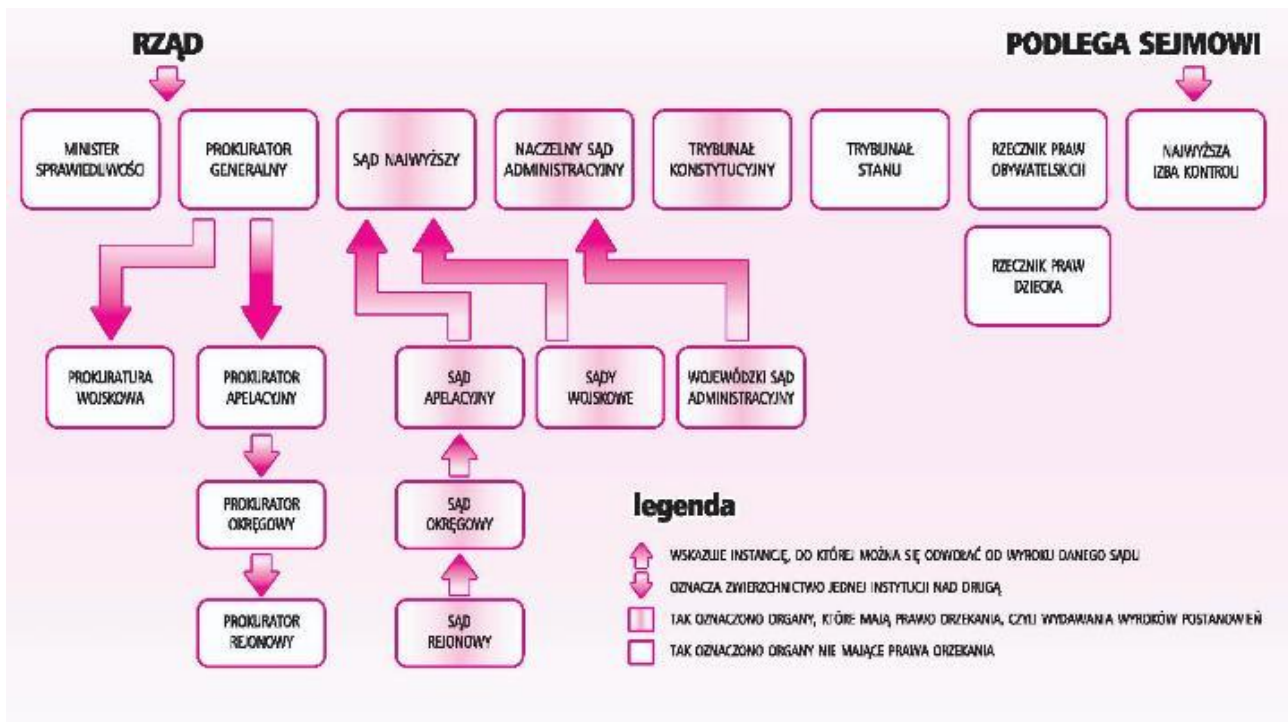 RZĄD
PODLEGA SEJMOWI
MINISTER
SPRAWIEDLIWOŚCI
PROKURATOR
GENERALNY
SĄD NAJWYŻSZY
NACZELNY SĄD
ADMINISTRACYJNY
TRYBUNAŁ
KONSTYTUCYJNY
TRYBUNAŁ
STANU
RZECZNIK PRAW
OBYWATELSKICH
NAJWYŻSZA
IZBA KONTROLI
RZECZNIK PRAW
DZIECKA
PROKURATURA
WOJSKOWA
PROKURATOR
APELACYJNY
SĄD
APELACYJNY
SĄDY
WOJSKOWE
WOJEWÓDZKI SĄD
ADMINISTRACYJNY
PROKURATOR
OKRĘGOWY
SĄD
OKRĘGOWY
PROKURATOR
REJONOWY
SĄD
REJONOWY
legenda
WSKAZUJE INSTANCJĘ, DO KTÓREJ MOŻNA SIĘ ODWOŁAĆ OD WYROKU DANEGO SĄDU
OZNACZA ZWIERZCHNICTWO JEDNEJ INSTYTUCJI NAD DRUGĄ
TAK OZNACZONO ORGANY, KTÓRE MAJĄ PRAWO ORZEKANIA, CZYLI WYDAWANIA WYROKÓW POSTANOWIEŃ
TAK OZNACZONO ORGANY NIE MAJĄCE PRAWA ORZEKANIA